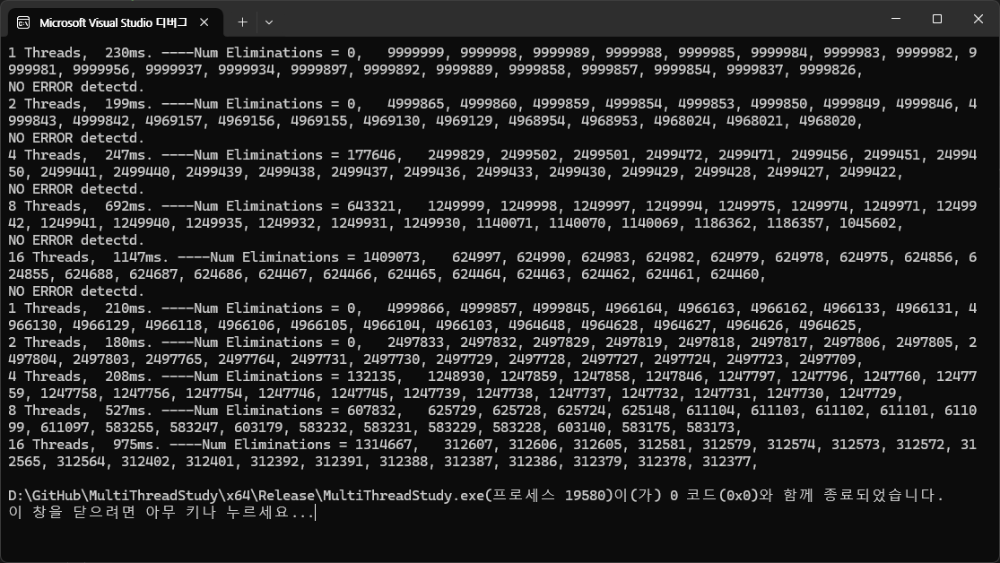 Microsoft Visual Studio 디버그
1 Threads,  230ms. ----Num Eliminations = 0,   9999999, 9999998, 9999989, 9999988, 9999985, 9999984, 9999983, 9999982, 9
999981, 9999956, 9999937, 9999934, 9999897, 9999892, 9999889, 9999858, 9999857, 9999854, 9999837, 9999826,
NO ERROR detectd.
2 Threads,  199ms. ----Num Eliminations = 0,   4999865, 4999860, 4999859, 4999854, 4999853, 4999850, 4999849, 4999846, 4
999843, 4999842, 4969157, 4969156, 4969155, 4969130, 4969129, 4968954, 4968953, 4968024, 4968021, 4968020,
NO ERROR detectd.
4 Threads,  247ms. ----Num Eliminations = 177646,   2499829, 2499502, 2499501, 2499472, 2499471, 2499456, 2499451, 24994
50, 2499441, 2499440, 2499439, 2499438, 2499437, 2499436, 2499433, 2499430, 2499429, 2499428, 2499427, 2499422,
NO ERROR detectd.
8 Threads,  692ms. ----Num Eliminations = 643321,   1249999, 1249998, 1249997, 1249994, 1249975, 1249974, 1249971, 12499
42, 1249941, 1249940, 1249935, 1249932, 1249931, 1249930, 1140071, 1140070, 1140069, 1186362, 1186357, 1045602,
NO ERROR detectd.
16 Threads,  1147ms. ----Num Eliminations = 1409073,   624997, 624990, 624983, 624982, 624979, 624978, 624975, 624856, 6
24855, 624688, 624687, 624686, 624467, 624466, 624465, 624464, 624463, 624462, 624461, 624460,
NO ERROR detectd.
1 Threads,  210ms. ----Num Eliminations = 0,   4999866, 4999857, 4999845, 4966164, 4966163, 4966162, 4966133, 4966131, 4
966130, 4966129, 4966118, 4966106, 4966105, 4966104, 4966103, 4964648, 4964628, 4964627, 4964626, 4964625,
2 Threads,  180ms. ----Num Eliminations = 0,   2497833, 2497832, 2497829, 2497819, 2497818, 2497817, 2497806, 2497805, 2
497804, 2497803, 2497765, 2497764, 2497731, 2497730, 2497729, 2497728, 2497727, 2497724, 2497723, 2497709,
4 Threads,  208ms. ----Num Eliminations = 132135,   1248930, 1247859, 1247858, 1247846, 1247797, 1247796, 1247760, 12477
59, 1247758, 1247756, 1247754, 1247746, 1247745, 1247739, 1247738, 1247737, 1247732, 1247731, 1247730, 1247729,
8 Threads,  527ms. ----Num Eliminations = 607832,   625729, 625728, 625724, 625148, 611104, 611103, 611102, 611101, 6110
99, 611097, 583255, 583247, 603179, 583232, 583231, 583229, 583228, 603140, 583175, 583173,
16 Threads,  975ms. ----Num Eliminations = 1314667,   312607, 312606, 312605, 312581, 312579, 312574, 312573, 312572, 31
2565, 312564, 312402, 312401, 312392, 312391, 312388, 312387, 312386, 312379, 312378, 312377,
D:\GitHub\MultiThreadStudy\x64\Release\MultiThreadStudy.exe(프로세스 19580)이(가) 0 코드(0x0)와 함께 종료되었습니다.
이 창을 닫으려면 아무 키나 누르세요...